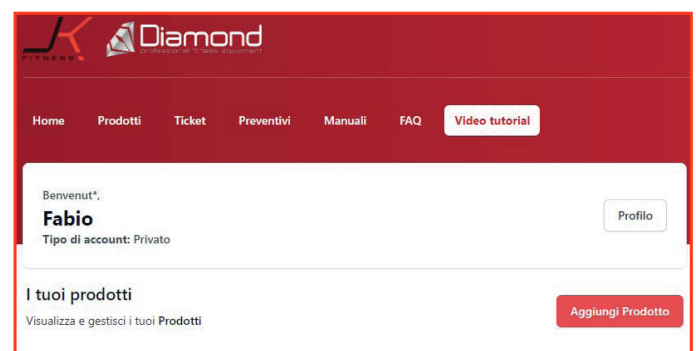 JK
FITNESS
Diamond
professional fitness equipment
Home Prodotti Ticket Preventivi Manuali FAQ Video tutorial
Benvenut*,
Fabio
Profilo
Tipo di account: Privato
I tuoi prodotti
Aggiungi Prodotto
Visualizza e gestisci i tuoi Prodotti